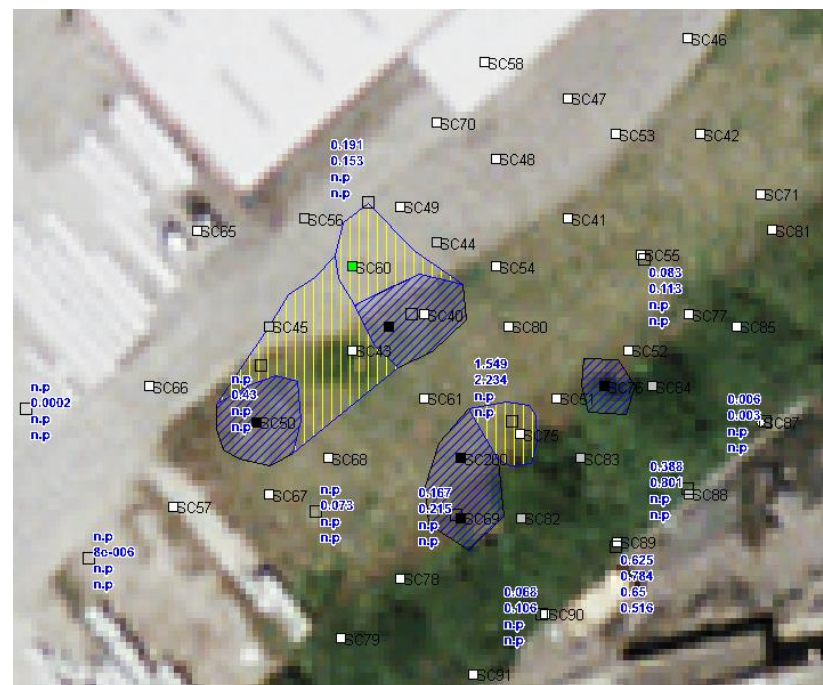 SC46
SC58
SC47
SC70
SC53
SC42
0.191
0.153
n.p
n.p
SC48
SC71
SC49
SC56
SC41
SC65
SC81
SC44
SC55
SC60
SC54
0.083
0.113
n.p
n.p
SC40
SC77
SC45
SC80
SC85
SC43
SC52
1.549
2.234
n.p
n.p
n.p
0.43
n.p
n.p
n.p
0.0002
n.p
n.p
SC66
SC76
SC84
SC61
SC51
0.006
0.003
n.p
n.p
SC87
SC50
SC75
SC68
SC200
SC83
0.388
0.801
n.p
n.p
SC88
SC67
n.p
0.073
n.p
n.p
0.167
0.215
n.p
n.p
SC57
SC69
SC82
n.p
8e-006
n.p
n.p
SC89
0.625
0.784
0.65
0.516
SC78
0.068
0.106
n.p
n.p
SC90
SC79
SC91